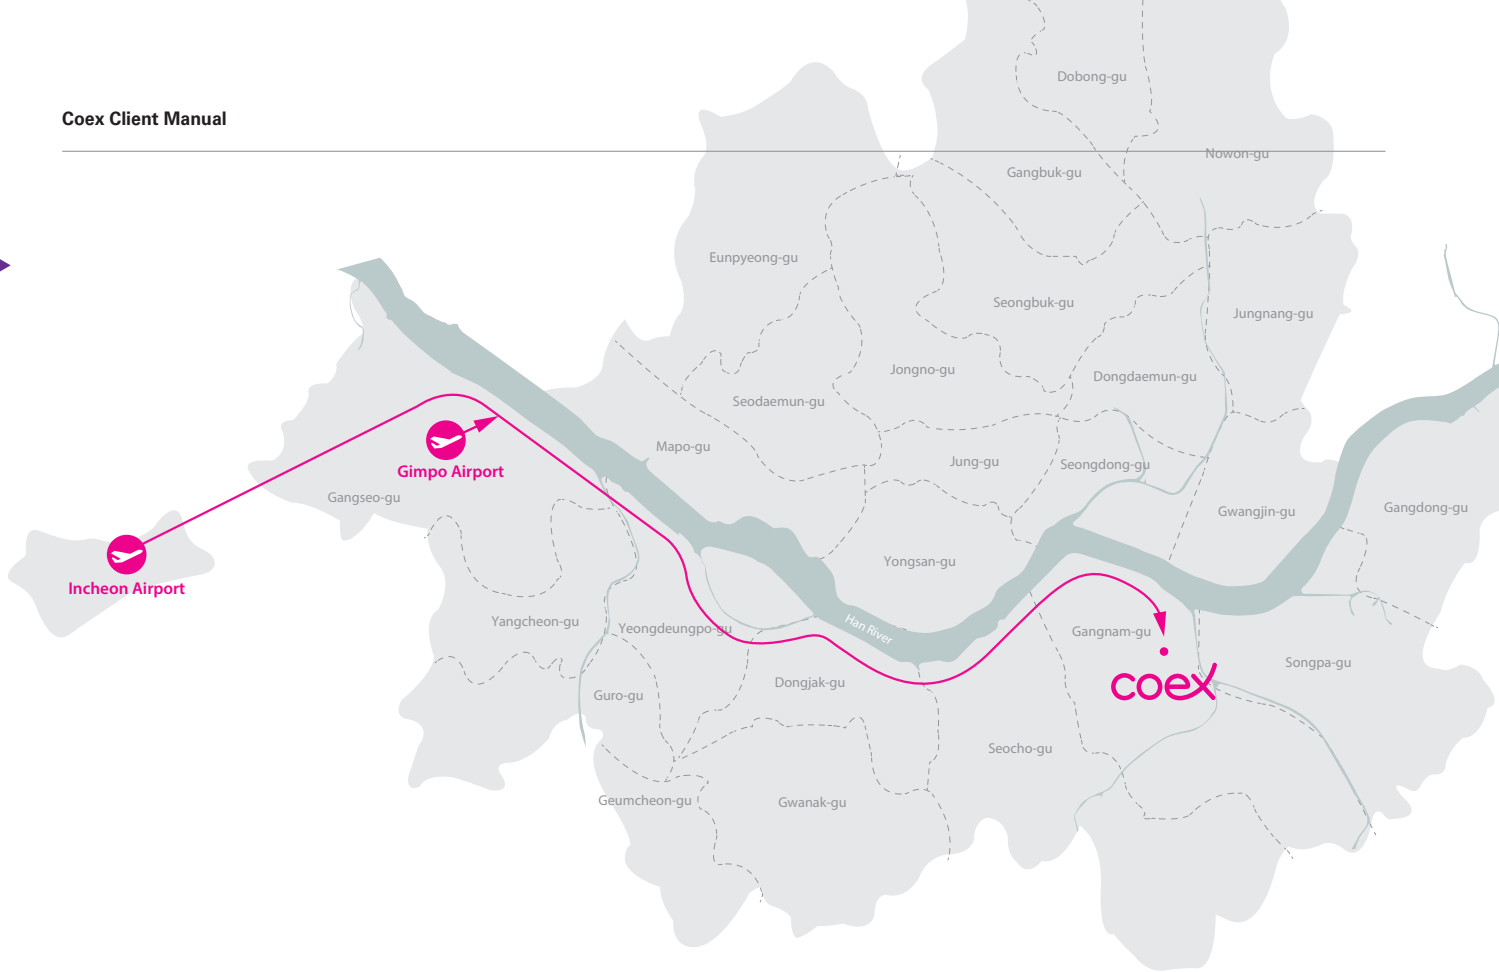 Coex Client Manual
Dobong-gu
Nowon-gu
Gangbuk-gu
Eunpyeong-gu
Seongbuk-gu
Jungnang-gu
Jongno-gu
Dongdaemun-gu
Seodaemun-gu
Mapo-gu
Jung-gu
Seongdong-gu
Gimpo Airport
Gangseo-gu
Gwangjin-gu
Gangdong-gu
Yongsan-gu
Incheon Airport
Yangcheon-gu
Yeongdeungpo-gu
Han River
Gangnam-gu
Songpa-gu
Dongjak-gu
coex
Guro-gu
Seocho-gu
Geumcheon-gu
Gwanak-gu